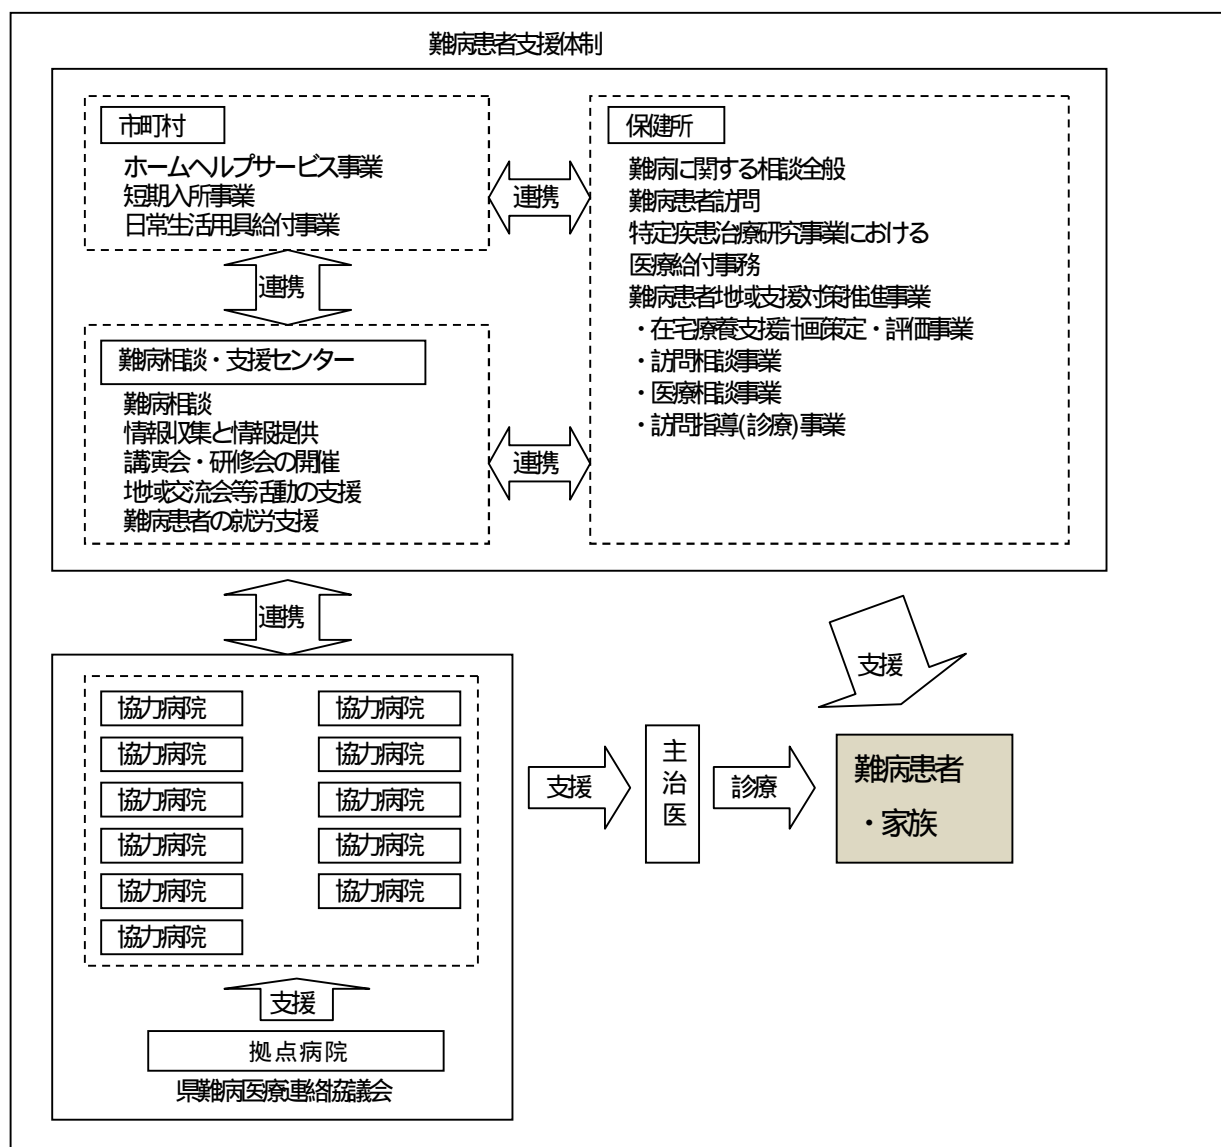 難病患者支援体制
市町村
ホームヘルプサービス事業
短期入所事業
日常生活用具給付事業
連携
保健所
難病に関する相談全般
難病患者訪問
特定疾患治療研究事業における
医療給付事務
難病患者地域支援対策推進事業
・在宅療養支援計画策定・評価事業
・訪問相談事業
・医療相談事業
・訪問指導(診療)事業
連携
難病相談・支援センター
難病相談
情報収集と情報提供
講演会・研修会の開催
地域交流会等活動の支援
難病患者の就労支援
連携
連携
支援
協力病院
協力病院
協力病院
協力病院
協力病院
協力病院
協力病院
協力病院
協力病院
協力病院
協力病院
支援
拠点病院
県難病医療連絡協議会
支援
主治医
診療
難病患者
・家族